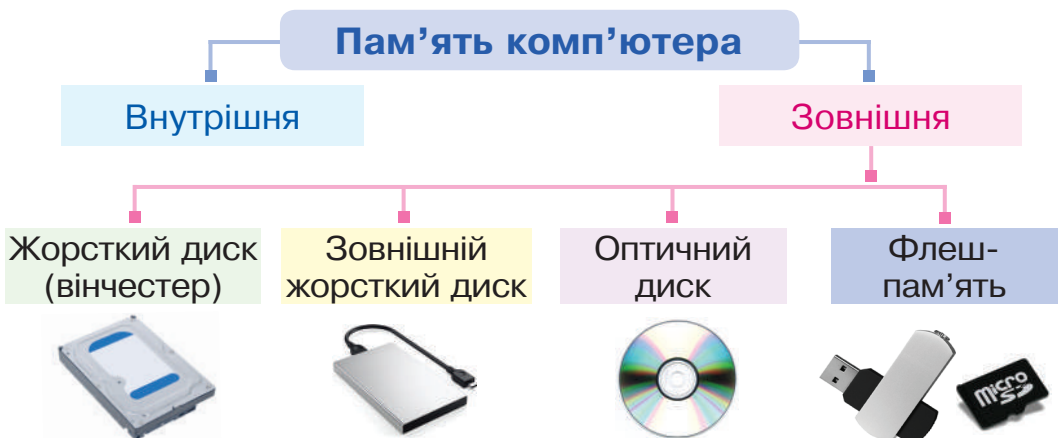 Пам’ять комп’ютера
Внутрішня
Зовнішня
Жорсткий диск
(вінчестер)
Зовнішній
жорсткий диск
Оптичний
диск
Флеш-
пам’ять
micro
SD